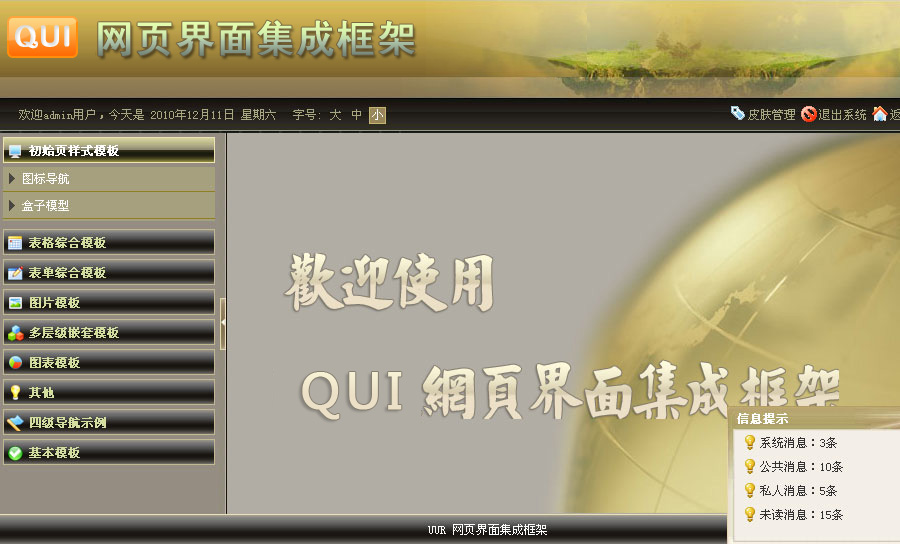 QUI 网页界面集成框架
欢迎admin用户，今天是 2010年12月11日 星期六 字号: 大 中 小
皮肤管理 退出系统 返
初始页样式模板
图标导航
盒子模型
表格综合模板
表单综合模板
图片模板
多层级嵌套模板
图表模板
其他
四级导航示例
基本模板
歡迎使用
QUI 網頁界面集成框架
信息提示
系统消息：3条
公共消息：10条
私人消息：5条
未读消息：15条
UUR 网页界面集成框架